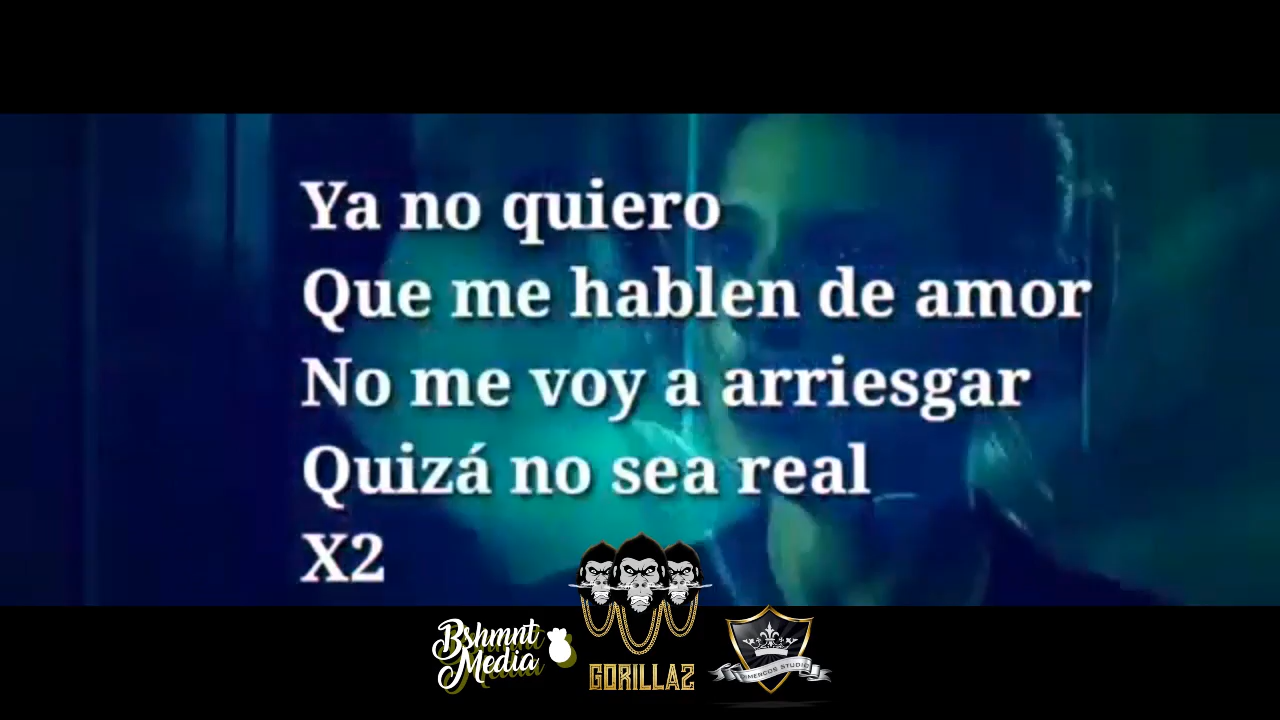 Ya no quiero
Que me hablen de amor
No me voy a arriesgar
Quizá no sea real
X2
Bshmnt
Media
GORILLAZ